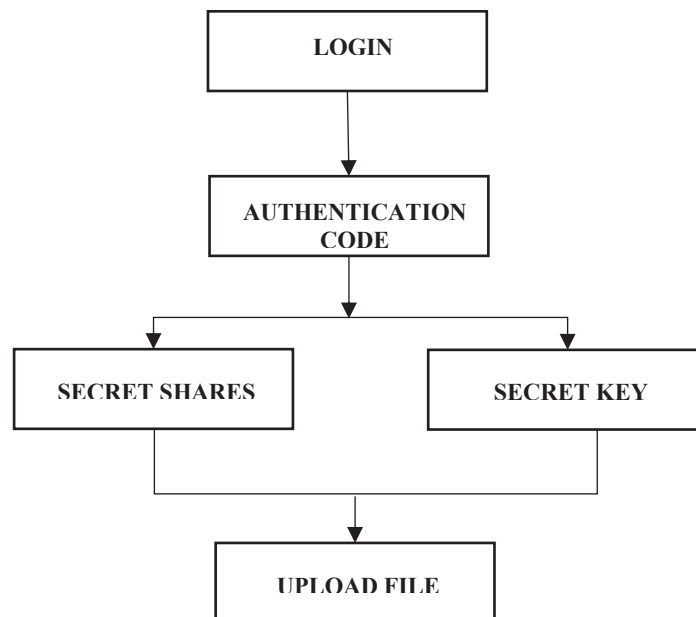 LOGIN
AUTHENTICATION
CODE
SECRET SHARES
SECRET KEY
UPLOAD FILE